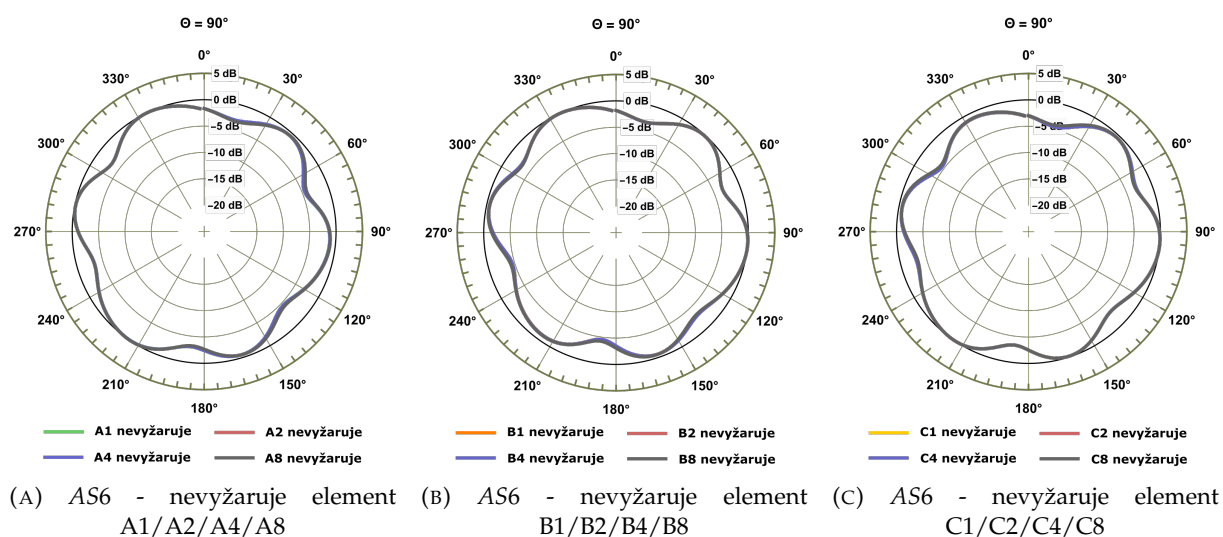 Θ = 90°
0°
30°
60°
90°
120°
150°
180°
210°
240°
270°
300°
330°
5 dB
0 dB
−5 dB
−10 dB
−15 dB
−20 dB
A1 nevyžaruje
A2 nevyžaruje
A4 nevyžaruje
A8 nevyžaruje
(A) AS6 - nevyžaruje element
A1/A2/A4/A8
Θ = 90°
0°
30°
60°
90°
120°
150°
180°
210°
240°
270°
300°
330°
5 dB
0 dB
−5 dB
−10 dB
−15 dB
−20 dB
B1 nevyžaruje
B2 nevyžaruje
B4 nevyžaruje
B8 nevyžaruje
(B) AS6 - nevyžaruje element
B1/B2/B4/B8
Θ = 90°
0°
30°
60°
90°
120°
150°
180°
210°
240°
270°
300°
330°
5 dB
0 dB
−5 dB
−10 dB
−15 dB
−20 dB
C1 nevyžaruje
C2 nevyžaruje
C4 nevyžaruje
C8 nevyžaruje
(C) AS6 - nevyžaruje element
C1/C2/C4/C8